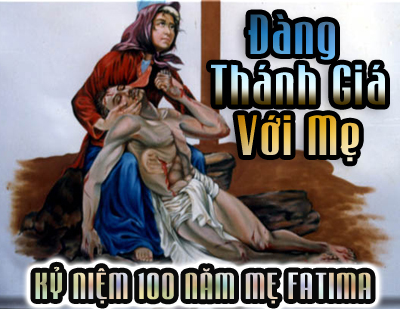 Đàng
Thánh Giá
Với Mẹ
KỶ NIỆM 100 NĂM MẸ FATIMA